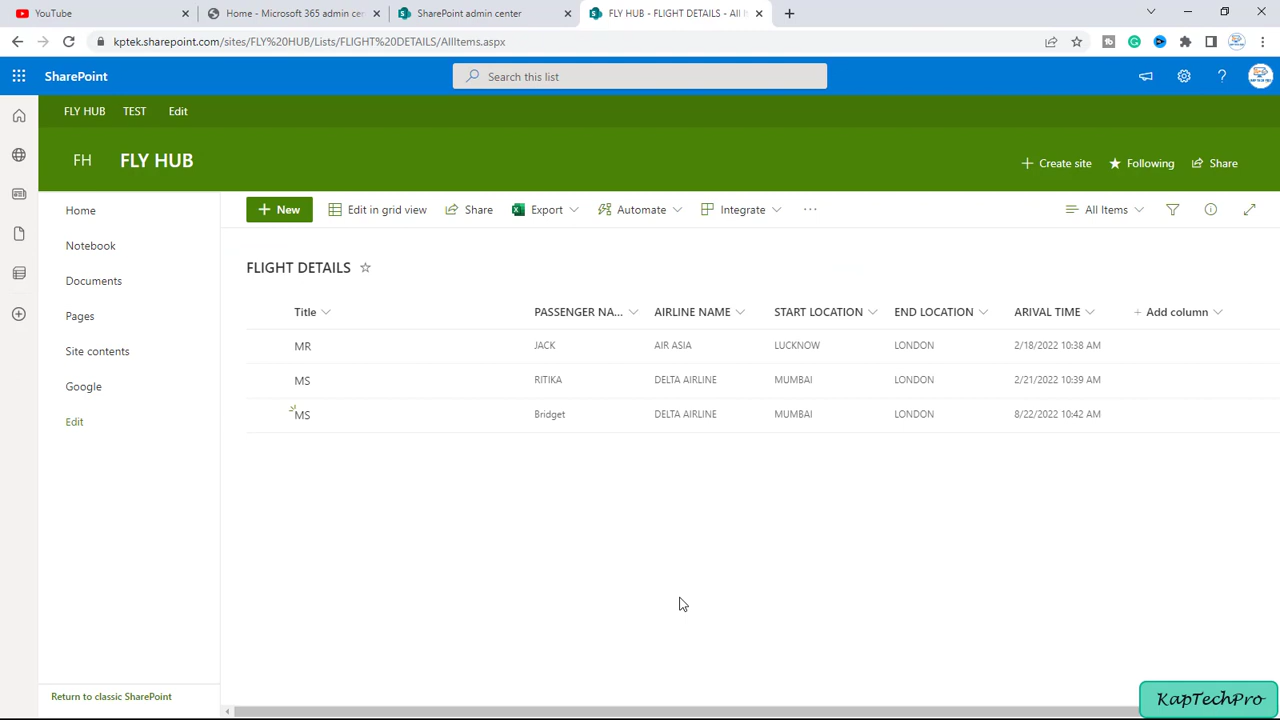 YouTube
Home - Microsoft 365 admin cen
SharePoint admin center
FLY HUB - FLIGHT DETAILS - All It
kptek.sharepoint.com/sites/FLY%20HUB/Lists/FLIGHT%20DETAILS/AllItems.aspx
SharePoint
Search this list
FLY HUB TEST Edit
FH FLY HUB
Create site Following Share
Home
Notebook
Documents
Pages
Site contents
Google
Edit
Return to classic SharePoint
+ New Edit in grid view Share Export Automate Integrate ... All Items
FLIGHT DETAILS
Title PASSENGER NA... AIRLINE NAME START LOCATION END LOCATION ARIVAL TIME + Add column
MR JACK AIR ASIA LUCKNOW LONDON 2/18/2022 10:38 AM
MS RITIKA DELTA AIRLINE MUMBAI LONDON 2/21/2022 10:39 AM
MS Bridget DELTA AIRLINE MUMBAI LONDON 8/22/2022 10:42 AM
KapTechPro